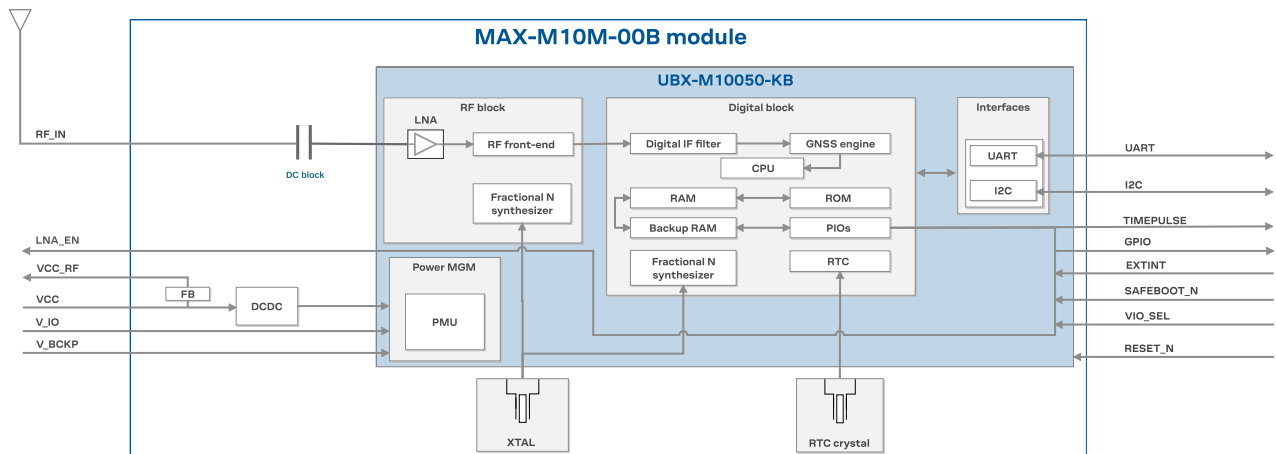 MAX-M10M-00B module
UBX-M10050-KB
RF block
Digital block
Interfaces
LNA
RF_IN
RF front-end
Digital IF filter
GNSS engine
UART
UART
DC block
CPU
I2C
I2C
Fractional N
synthesizer
RAM
ROM
Backup RAM
PIOs
TIMEPULSE
LNA_EN
GPIO
Fractional N
synthesizer
RTC
VCC_RF
Power MGM
EXTINT
FB
VCC
DCDC
SAFEBOOT_N
V_IO
PMU
VIO_SEL
V_BCKP
RESET_N
XTAL
RTC crystal